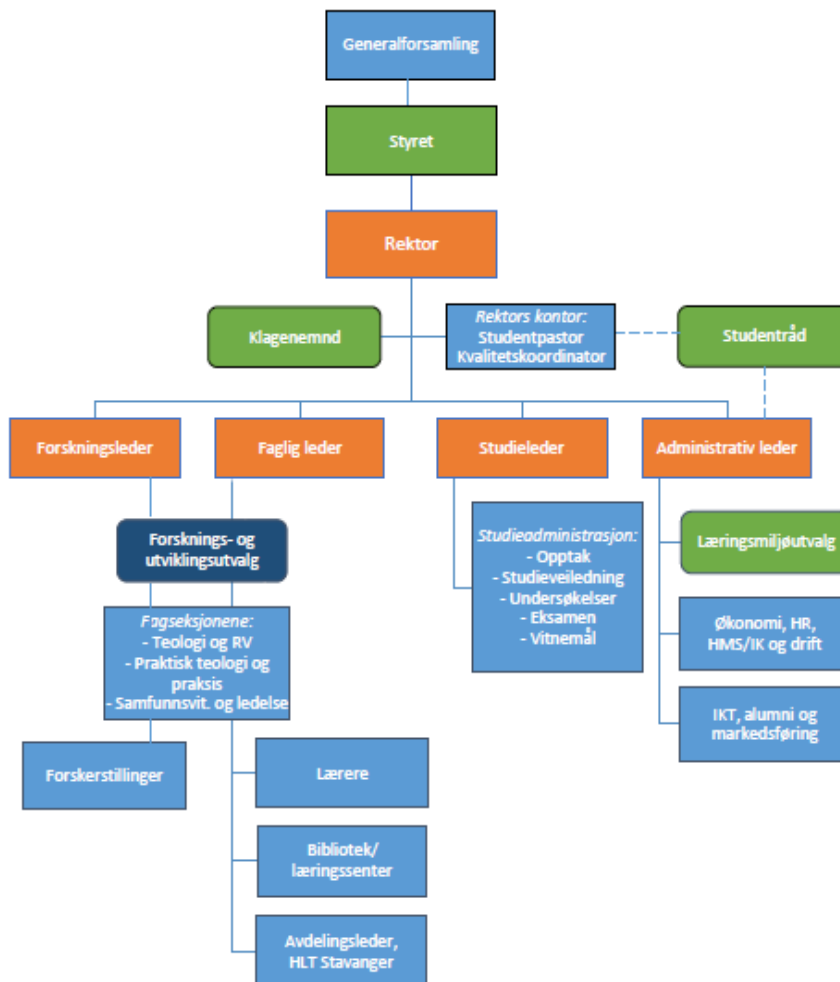 Generalforsamling
Styret
Rektor
Klagenemnd
Rektors kontor:
Studentpastor
Kvalitetskoordinator
Studentråd
Forskningsleder
Faglig leder
Studieleder
Administrativ leder
Forsknings- og
utviklingsutvalg
Studieadministrasjon:
- Opptak
- Studieveiledning
- Undersøkelser
- Eksamen
- Vitnemål
Læringsmiljøutvalg
Fagseksjonene:
- Teologi og RV
- Praktisk teologi og
praksis
- Samfunnsvit. og ledelse
Økonomi, HR,
HMS/IK og drift
IKT, alumni og
markedsføring
Forskerstillinger
Lærere
Bibliotek/
læringssenter
Avdelingsleder,
HLT Stavanger